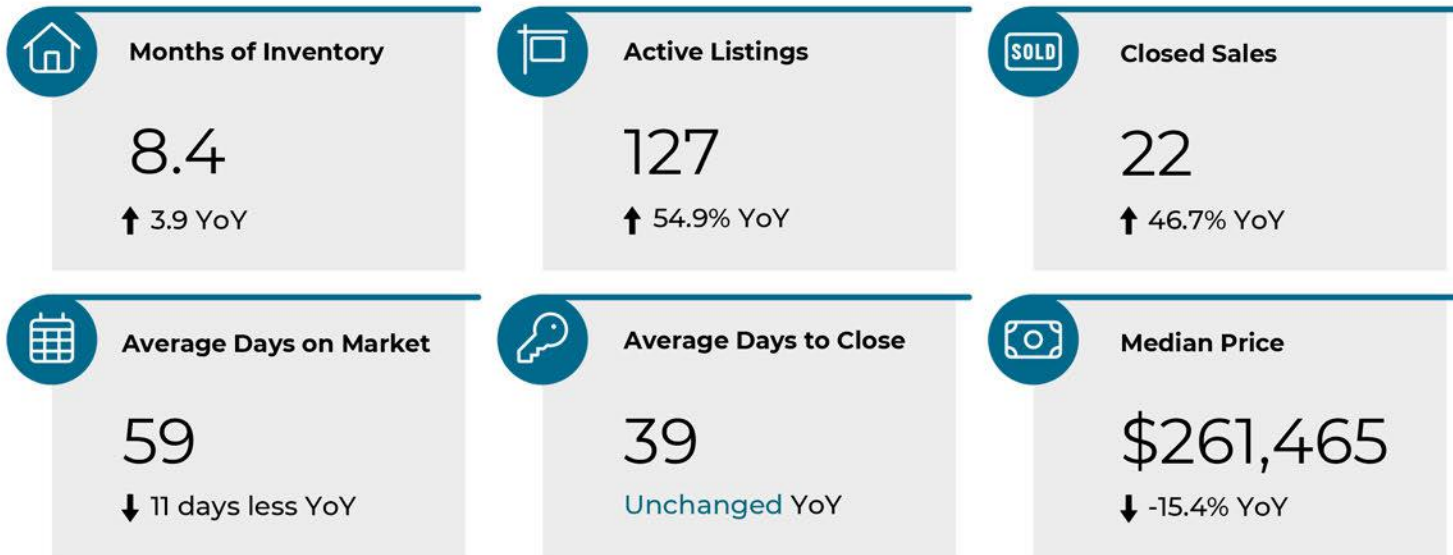 Months of Inventory
8.4
↑ 3.9 YoY
Active Listings
127
↑ 54.9% YoY
SOLD
Closed Sales
22
↑ 46.7% YoY
Average Days on Market
59
↓ 11 days less YoY
Average Days to Close
39
Unchanged YoY
Median Price
$261,465
↓ -15.4% YoY